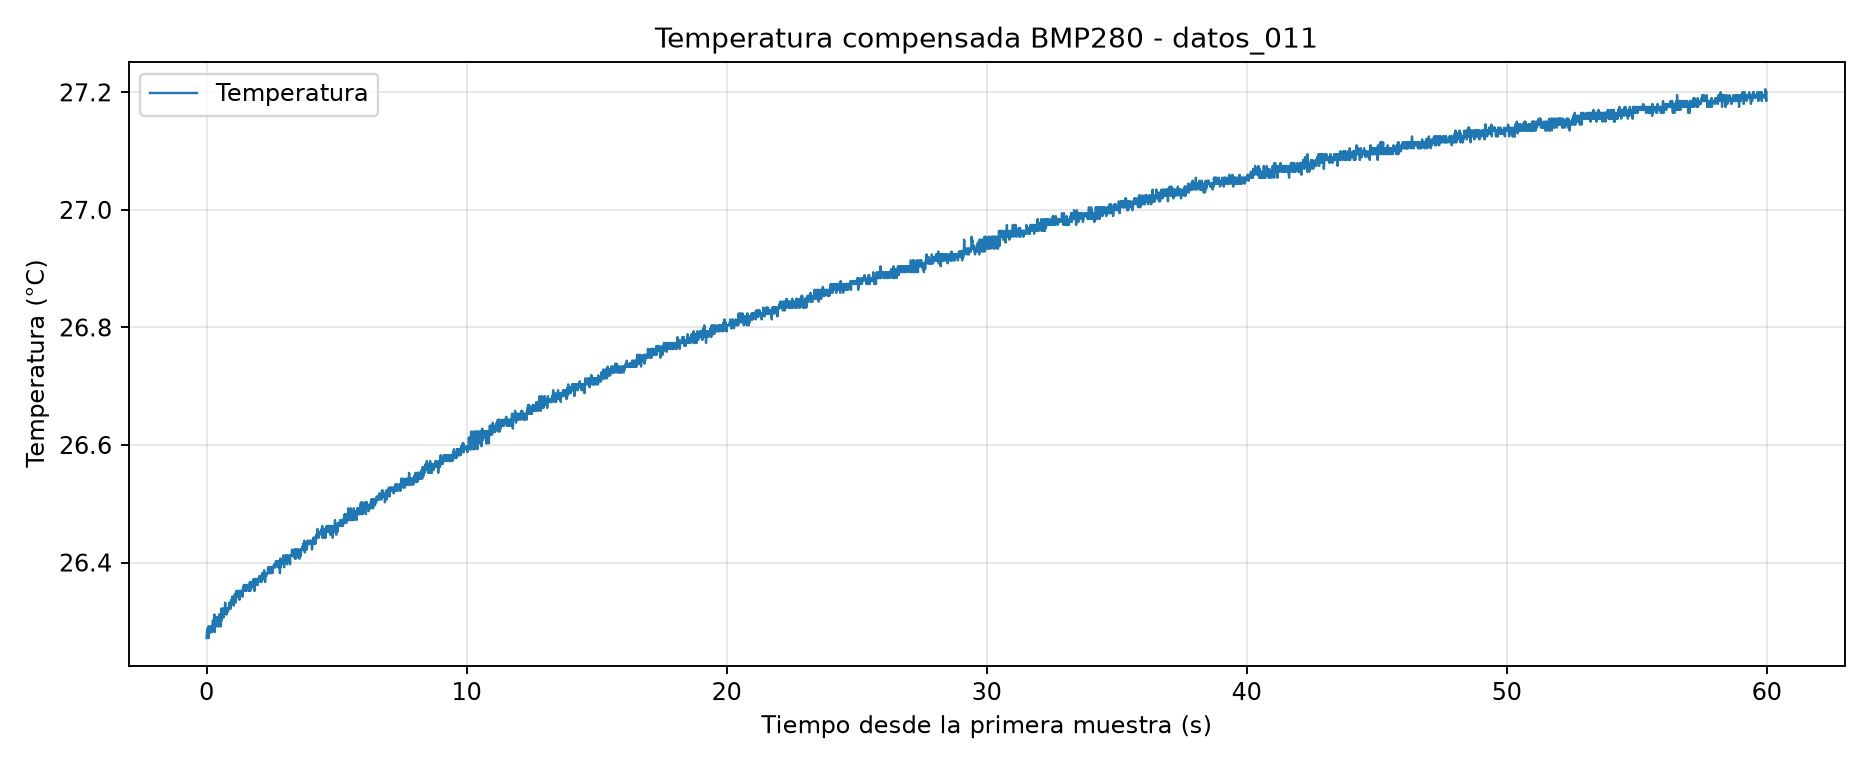 Temperatura compensada BMP280 - datos_011
Temperatura
Temperatura (°C)
27.2
27.0
26.8
26.6
26.4
0 10 20 30 40 50 60
Tiempo desde la primera muestra (s)